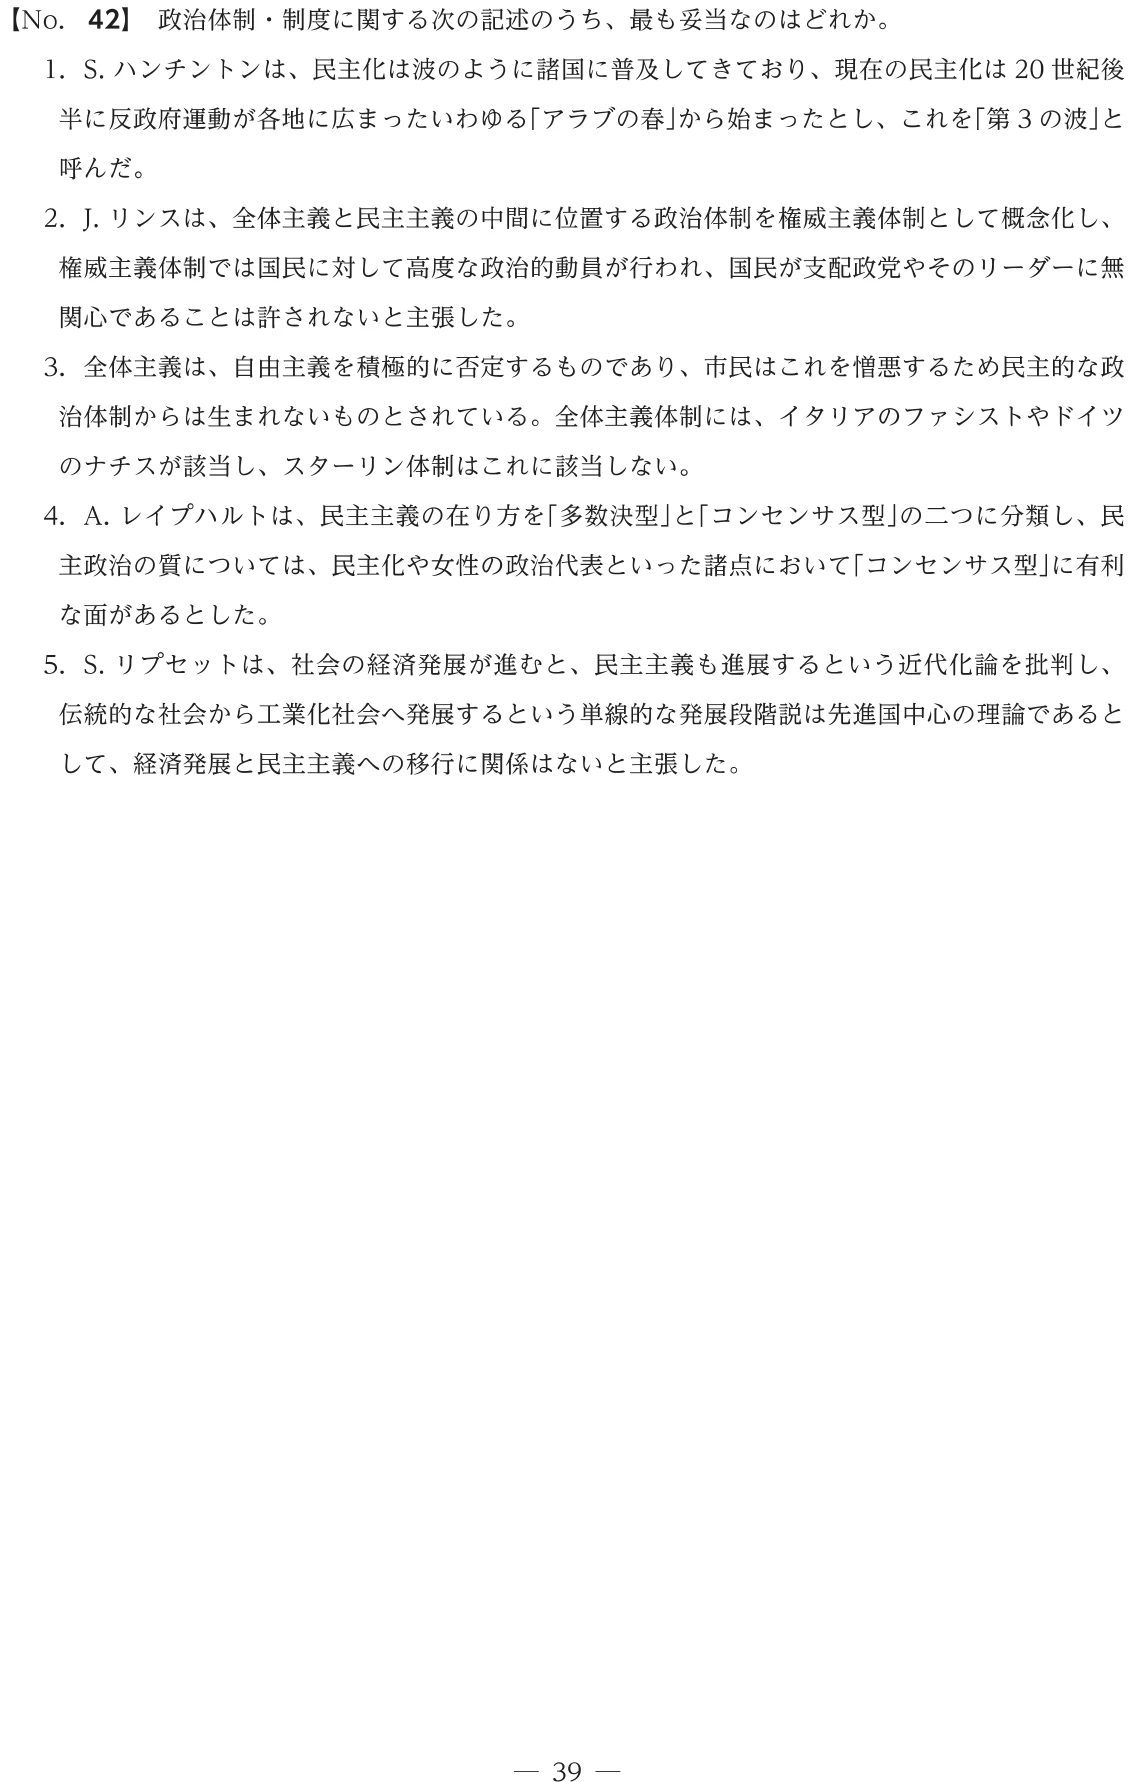 【No. 42】 政治体制・制度に関する次の記述のうち、最も妥当なのはどれか。
1. S. ハンチントンは、民主化は波のように諸国に普及してきており、現在の民主化は 20 世紀後
半に反政府運動が各地に広まったいわゆる「アラブの春」から始まったとし、これを「第 3 の波」と
呼んだ。
2. J. リンスは、全体主義と民主主義の中間に位置する政治体制を権威主義体制として概念化し、
権威主義体制では国民に対して高度な政治的動員が行われ、国民が支配政党やそのリーダーに無
関心であることは許されないと主張した。
3. 全体主義は、自由主義を積極的に否定するものであり、市民はこれを憎悪するため民主的な政
治体制からは生まれないものとされている。全体主義体制には、イタリアのファシストやドイツ
のナチスが該当し、スターリン体制はこれに該当しない。
4. A. レイプハルトは、民主主義の在り方を「多数決型」と「コンセンサス型」の二つに分類し、民
主政治の質については、民主化や女性の政治代表といった諸点において「コンセンサス型」に有利
な面があるとした。
5. S. リプセットは、社会の経済発展が進むと、民主主義も進展するという近代化論を批判し、
伝統的な社会から工業化社会へ発展するという単線的な発展段階説は先進国中心の理論であると
して、経済発展と民主主義への移行に関係はないと主張した。
— 39 —